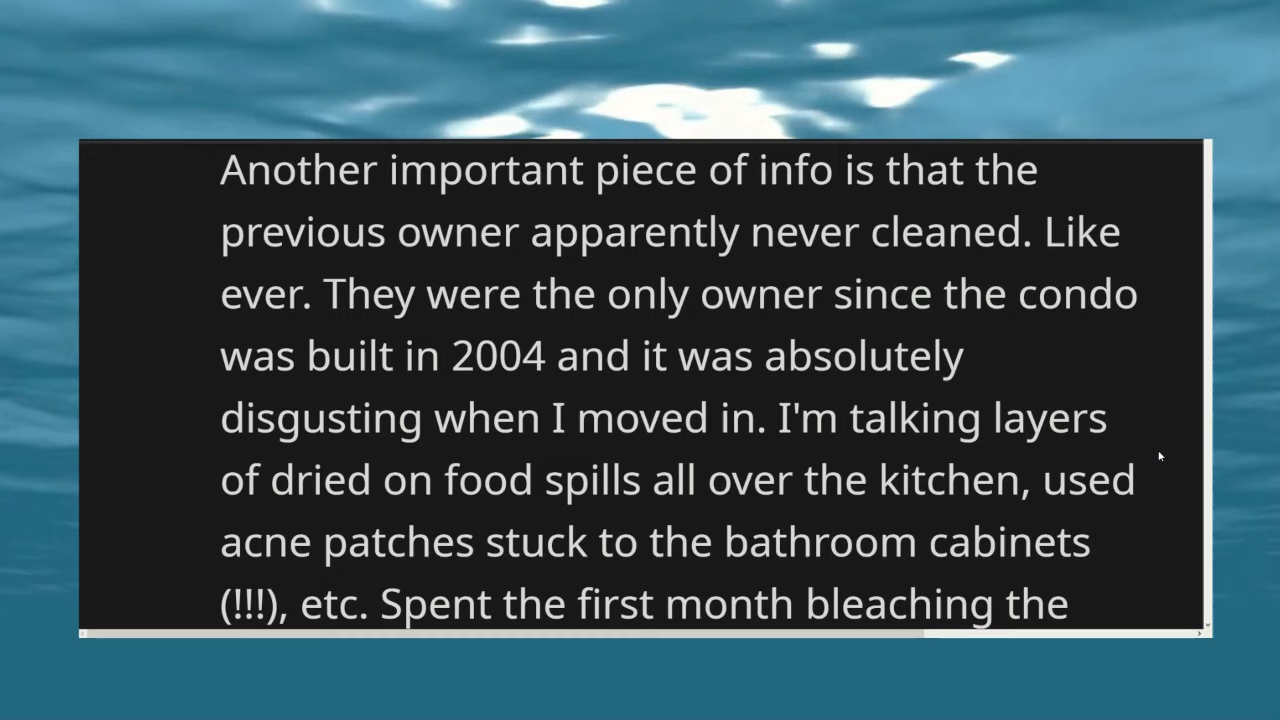 Another important piece of info is that the
previous owner apparently never cleaned. Like
ever. They were the only owner since the condo
was built in 2004 and it was absolutely
disgusting when I moved in. I'm talking layers
of dried on food spills all over the kitchen, used
acne patches stuck to the bathroom cabinets
(!!!), etc. Spent the first month bleaching the